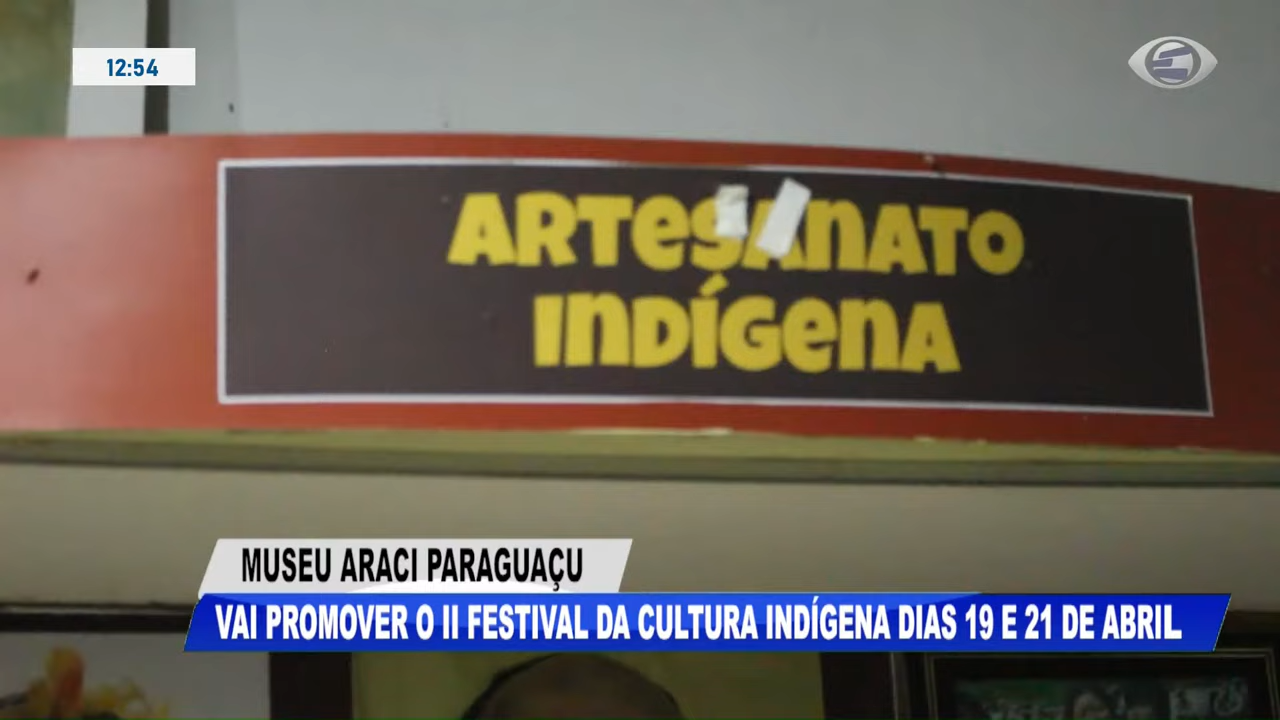 12:54
ARTESANATO
INDÍGENA
MUSEU ARACI PARAGUAÇU
VAI PROMOVER O II FESTIVAL DA CULTURA INDÍGENA DIAS 19 E 21 DE ABRIL